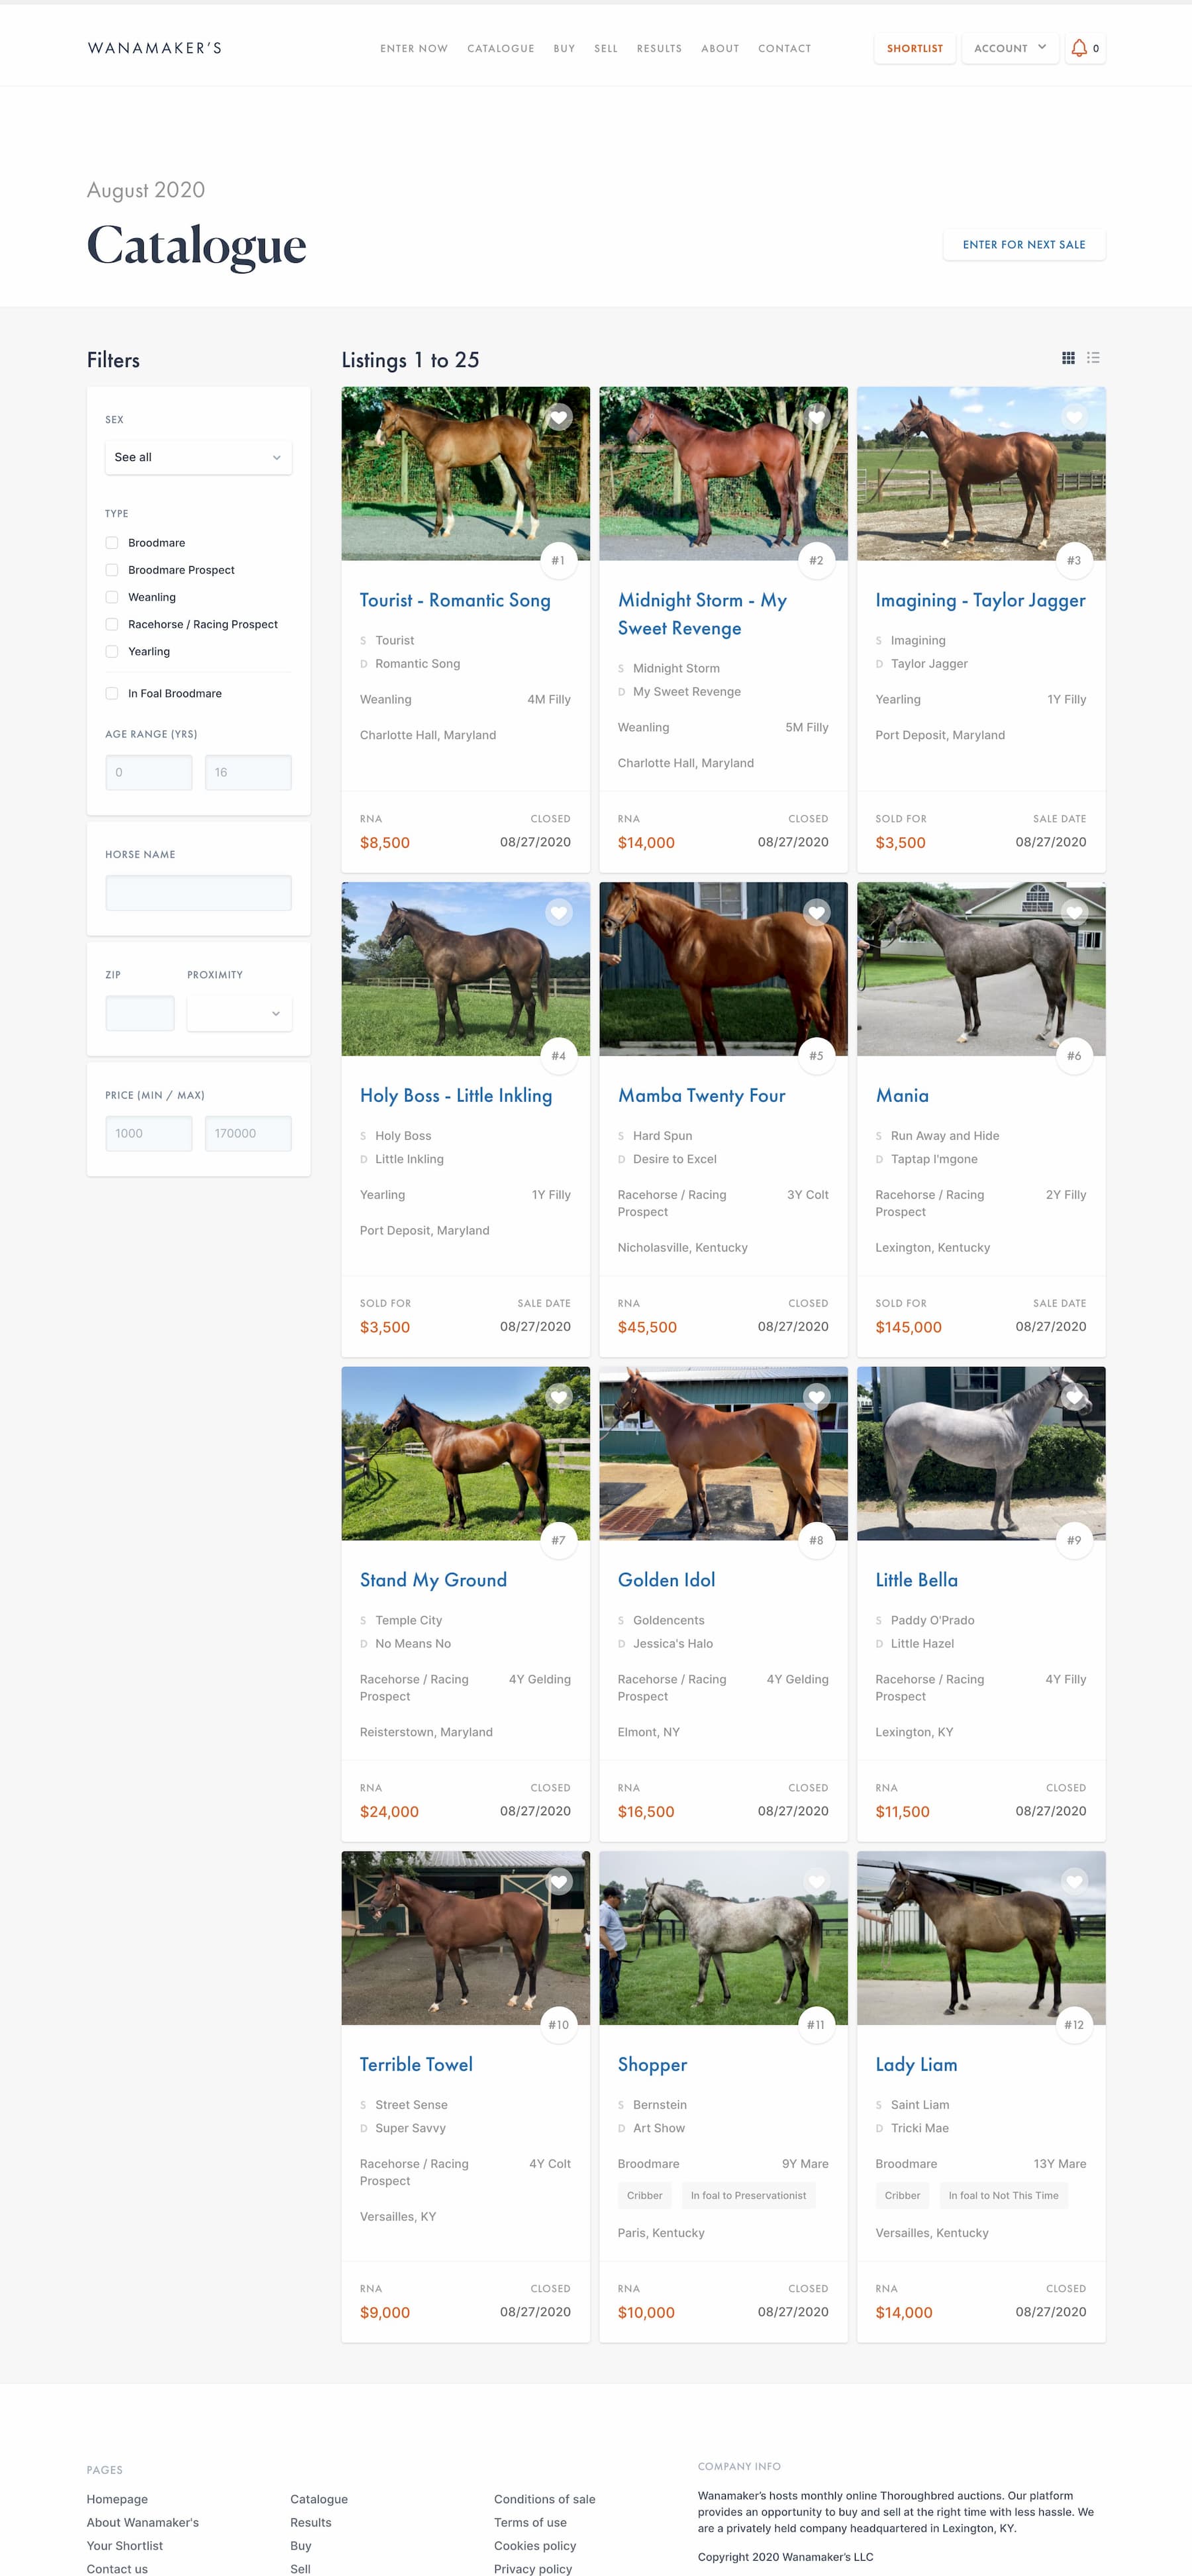 WANAMAKER'S
ENTER NOW CATALOGUE BUY SELL RESULTS ABOUT CONTACT
SHORTLIST
ACCOUNT
0
August 2020
Catalogue
ENTER FOR NEXT SALE
Filters
SEX
See all
TYPE
Broodmare
Broodmare Prospect
Weanling
Racehorse / Racing Prospect
Yearling
In Foal Broodmare
AGE RANGE (YRS)
0 16
HORSE NAME
ZIP PROXIMITY
PRICE (MIN / MAX)
1000 170000
Listings 1 to 25
#1
Tourist - Romantic Song
S Tourist
D Romantic Song
Weanling 4M Filly
Charlotte Hall, Maryland
RNA CLOSED
$8,500 08/27/2020
#2
Midnight Storm - My
Sweet Revenge
S Midnight Storm
D My Sweet Revenge
Weanling 5M Filly
Charlotte Hall, Maryland
RNA CLOSED
$14,000 08/27/2020
#3
Imagining - Taylor Jagger
S Imagining
D Taylor Jagger
Yearling 1Y Filly
Port Deposit, Maryland
SOLD FOR SALE DATE
$3,500 08/27/2020
#4
Holy Boss - Little Inkling
S Holy Boss
D Little Inkling
Yearling 1Y Filly
Port Deposit, Maryland
SOLD FOR SALE DATE
$3,500 08/27/2020
#5
Mamba Twenty Four
S Hard Spun
D Desire to Excel
Racehorse / Racing 3Y Colt
Prospect
Nicholasville, Kentucky
RNA CLOSED
$45,500 08/27/2020
#6
Mania
S Run Away and Hide
D Taptap I'mgone
Racehorse / Racing 2Y Filly
Prospect
Lexington, Kentucky
SOLD FOR SALE DATE
$145,000 08/27/2020
#7
Stand My Ground
S Temple City
D No Means No
Racehorse / Racing 4Y Gelding
Prospect
Reisterstown, Maryland
RNA CLOSED
$24,000 08/27/2020
#8
Golden Idol
S Goldencents
D Jessica's Halo
Racehorse / Racing 4Y Gelding
Prospect
Elmont, NY
RNA CLOSED
$16,500 08/27/2020
#9
Little Bella
S Paddy O'Prado
D Little Hazel
Racehorse / Racing 4Y Filly
Prospect
Lexington, KY
RNA CLOSED
$11,500 08/27/2020
#10
Terrible Towel
S Street Sense
D Super Savvy
Racehorse / Racing 4Y Colt
Prospect
Versailles, KY
RNA CLOSED
$9,000 08/27/2020
#11
Shopper
S Bernstein
D Art Show
Broodmare 9Y Mare
Cribber In foal to Preservationist
Paris, Kentucky
RNA CLOSED
$10,000 08/27/2020
#12
Lady Liam
S Saint Liam
D Tricki Mae
Broodmare 13Y Mare
Cribber In foal to Not This Time
Versailles, Kentucky
RNA CLOSED
$14,000 08/27/2020
PAGES
Homepage
About Wanamaker's
Your Shortlist
Contact us
Catalogue
Results
Buy
Sell
Conditions of sale
Terms of use
Cookies policy
Privacy policy
COMPANY INFO
Wanamaker's hosts monthly online Thoroughbred auctions. Our platform
provides an opportunity to buy and sell at the right time with less hassle. We
are a privately held company headquartered in Lexington, KY.
Copyright 2020 Wanamaker's LLC